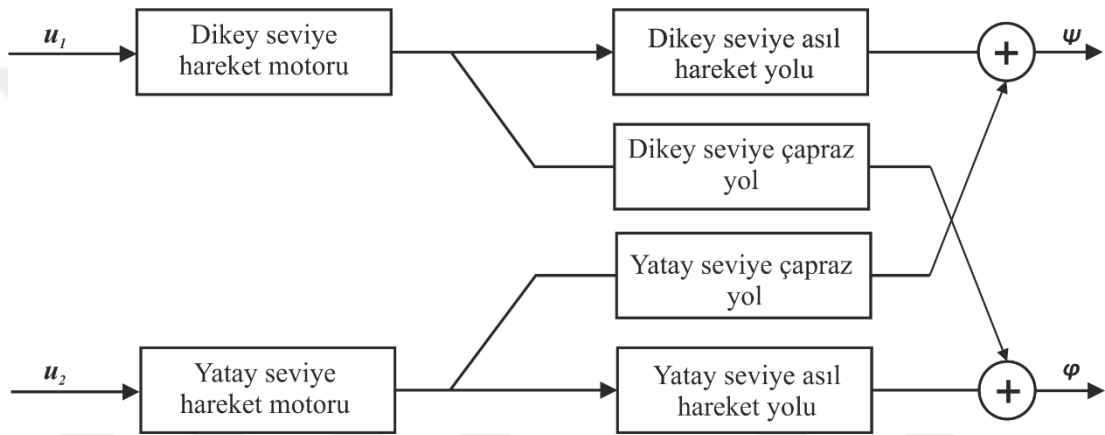 u₁
Dikey seviye
hareket motoru
Dikey seviye asıl
hareket yolu
+
ψ
Dikey seviye çapraz
yol
Yatay seviye çapraz
yol
u₂
Yatay seviye
hareket motoru
Yatay seviye asıl
hareket yolu
+
φ